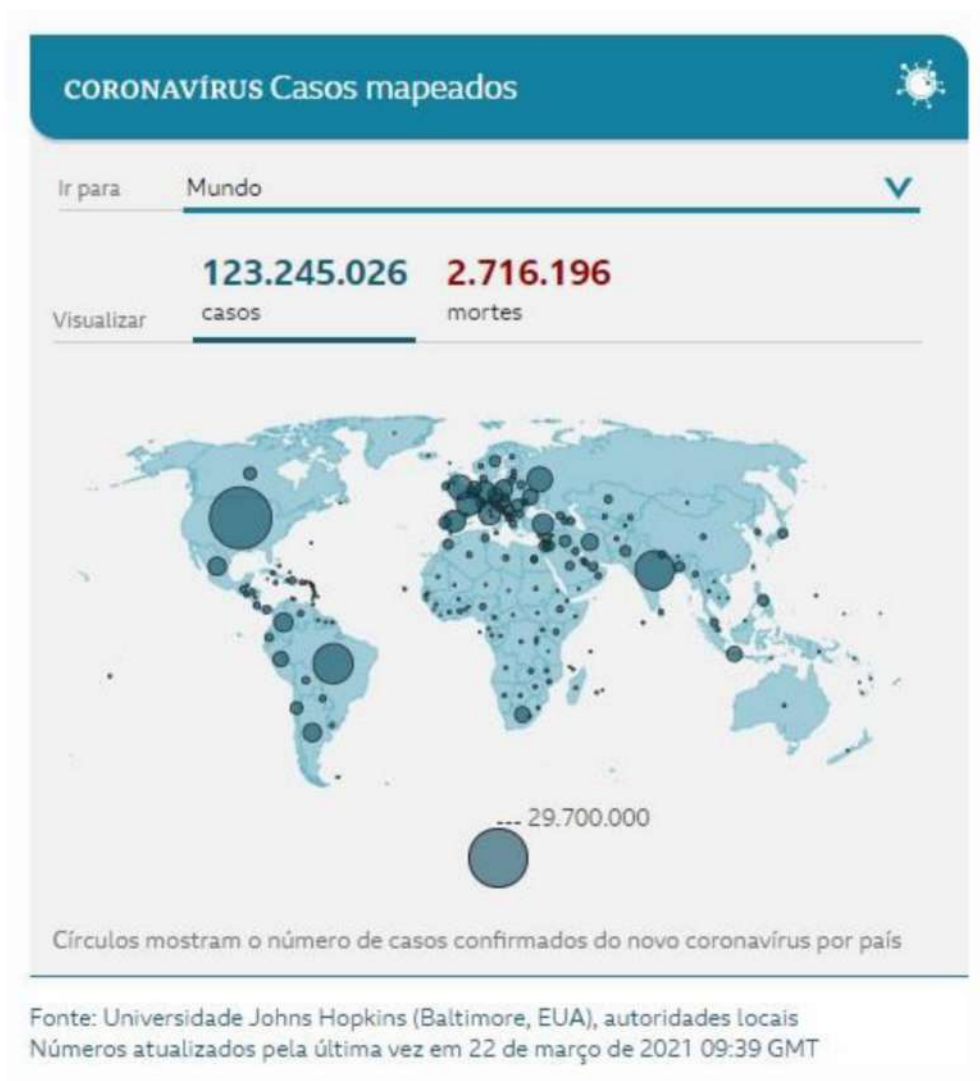 CORONAVÍRUS Casos mapeados
Ir para Mundo
123.245.026 2.716.196
Visualizar casos mortes
--- 29.700.000
Círculos mostram o número de casos confirmados do novo coronavírus por país
Fonte: Universidade Johns Hopkins (Baltimore, EUA), autoridades locais
Números atualizados pela última vez em 22 de março de 2021 09:39 GMT